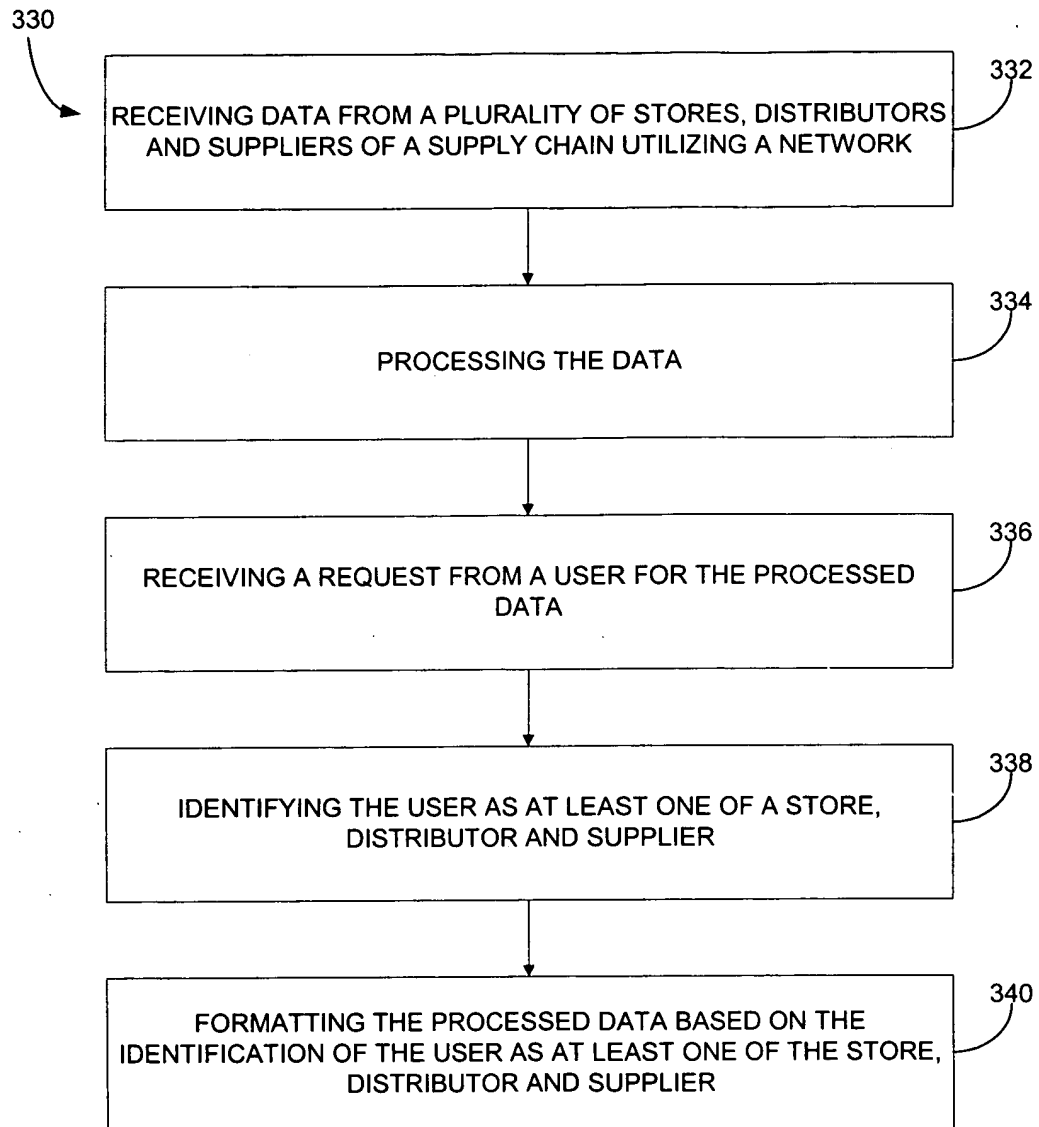 330
332
RECEIVING DATA FROM A PLURALITY OF STORES, DISTRIBUTORS
AND SUPPLIERS OF A SUPPLY CHAIN UTILIZING A NETWORK
334
PROCESSING THE DATA
336
RECEIVING A REQUEST FROM A USER FOR THE PROCESSED
DATA
338
IDENTIFYING THE USER AS AT LEAST ONE OF A STORE,
DISTRIBUTOR AND SUPPLIER
340
FORMATTING THE PROCESSED DATA BASED ON THE
IDENTIFICATION OF THE USER AS AT LEAST ONE OF THE STORE,
DISTRIBUTOR AND SUPPLIER